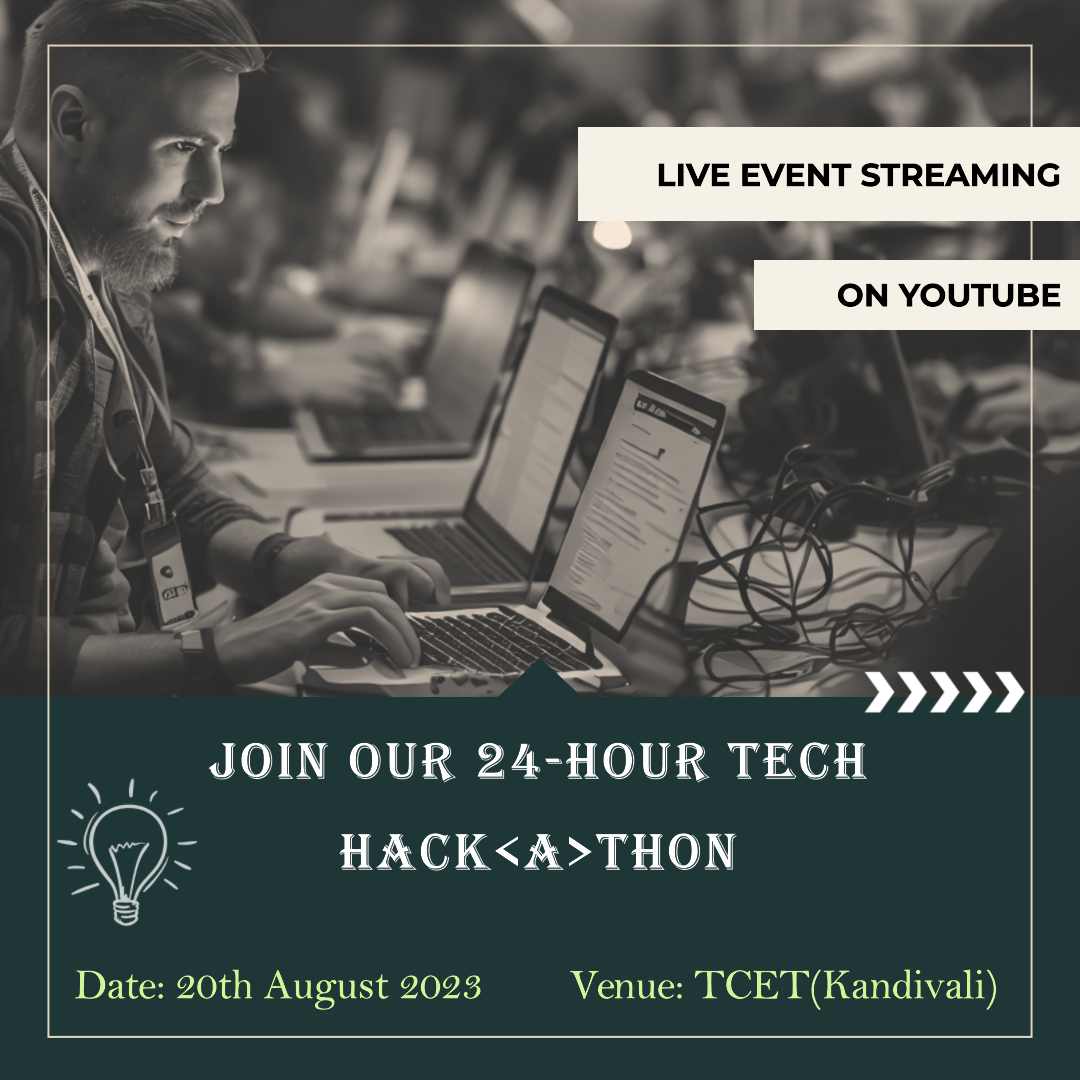 LIVE EVENT STREAMING
ON YOUTUBE
JOIN OUR 24-HOUR TECH
HACK<A>THON
Date: 20th August 2023
Venue: TCET(Kandivali)